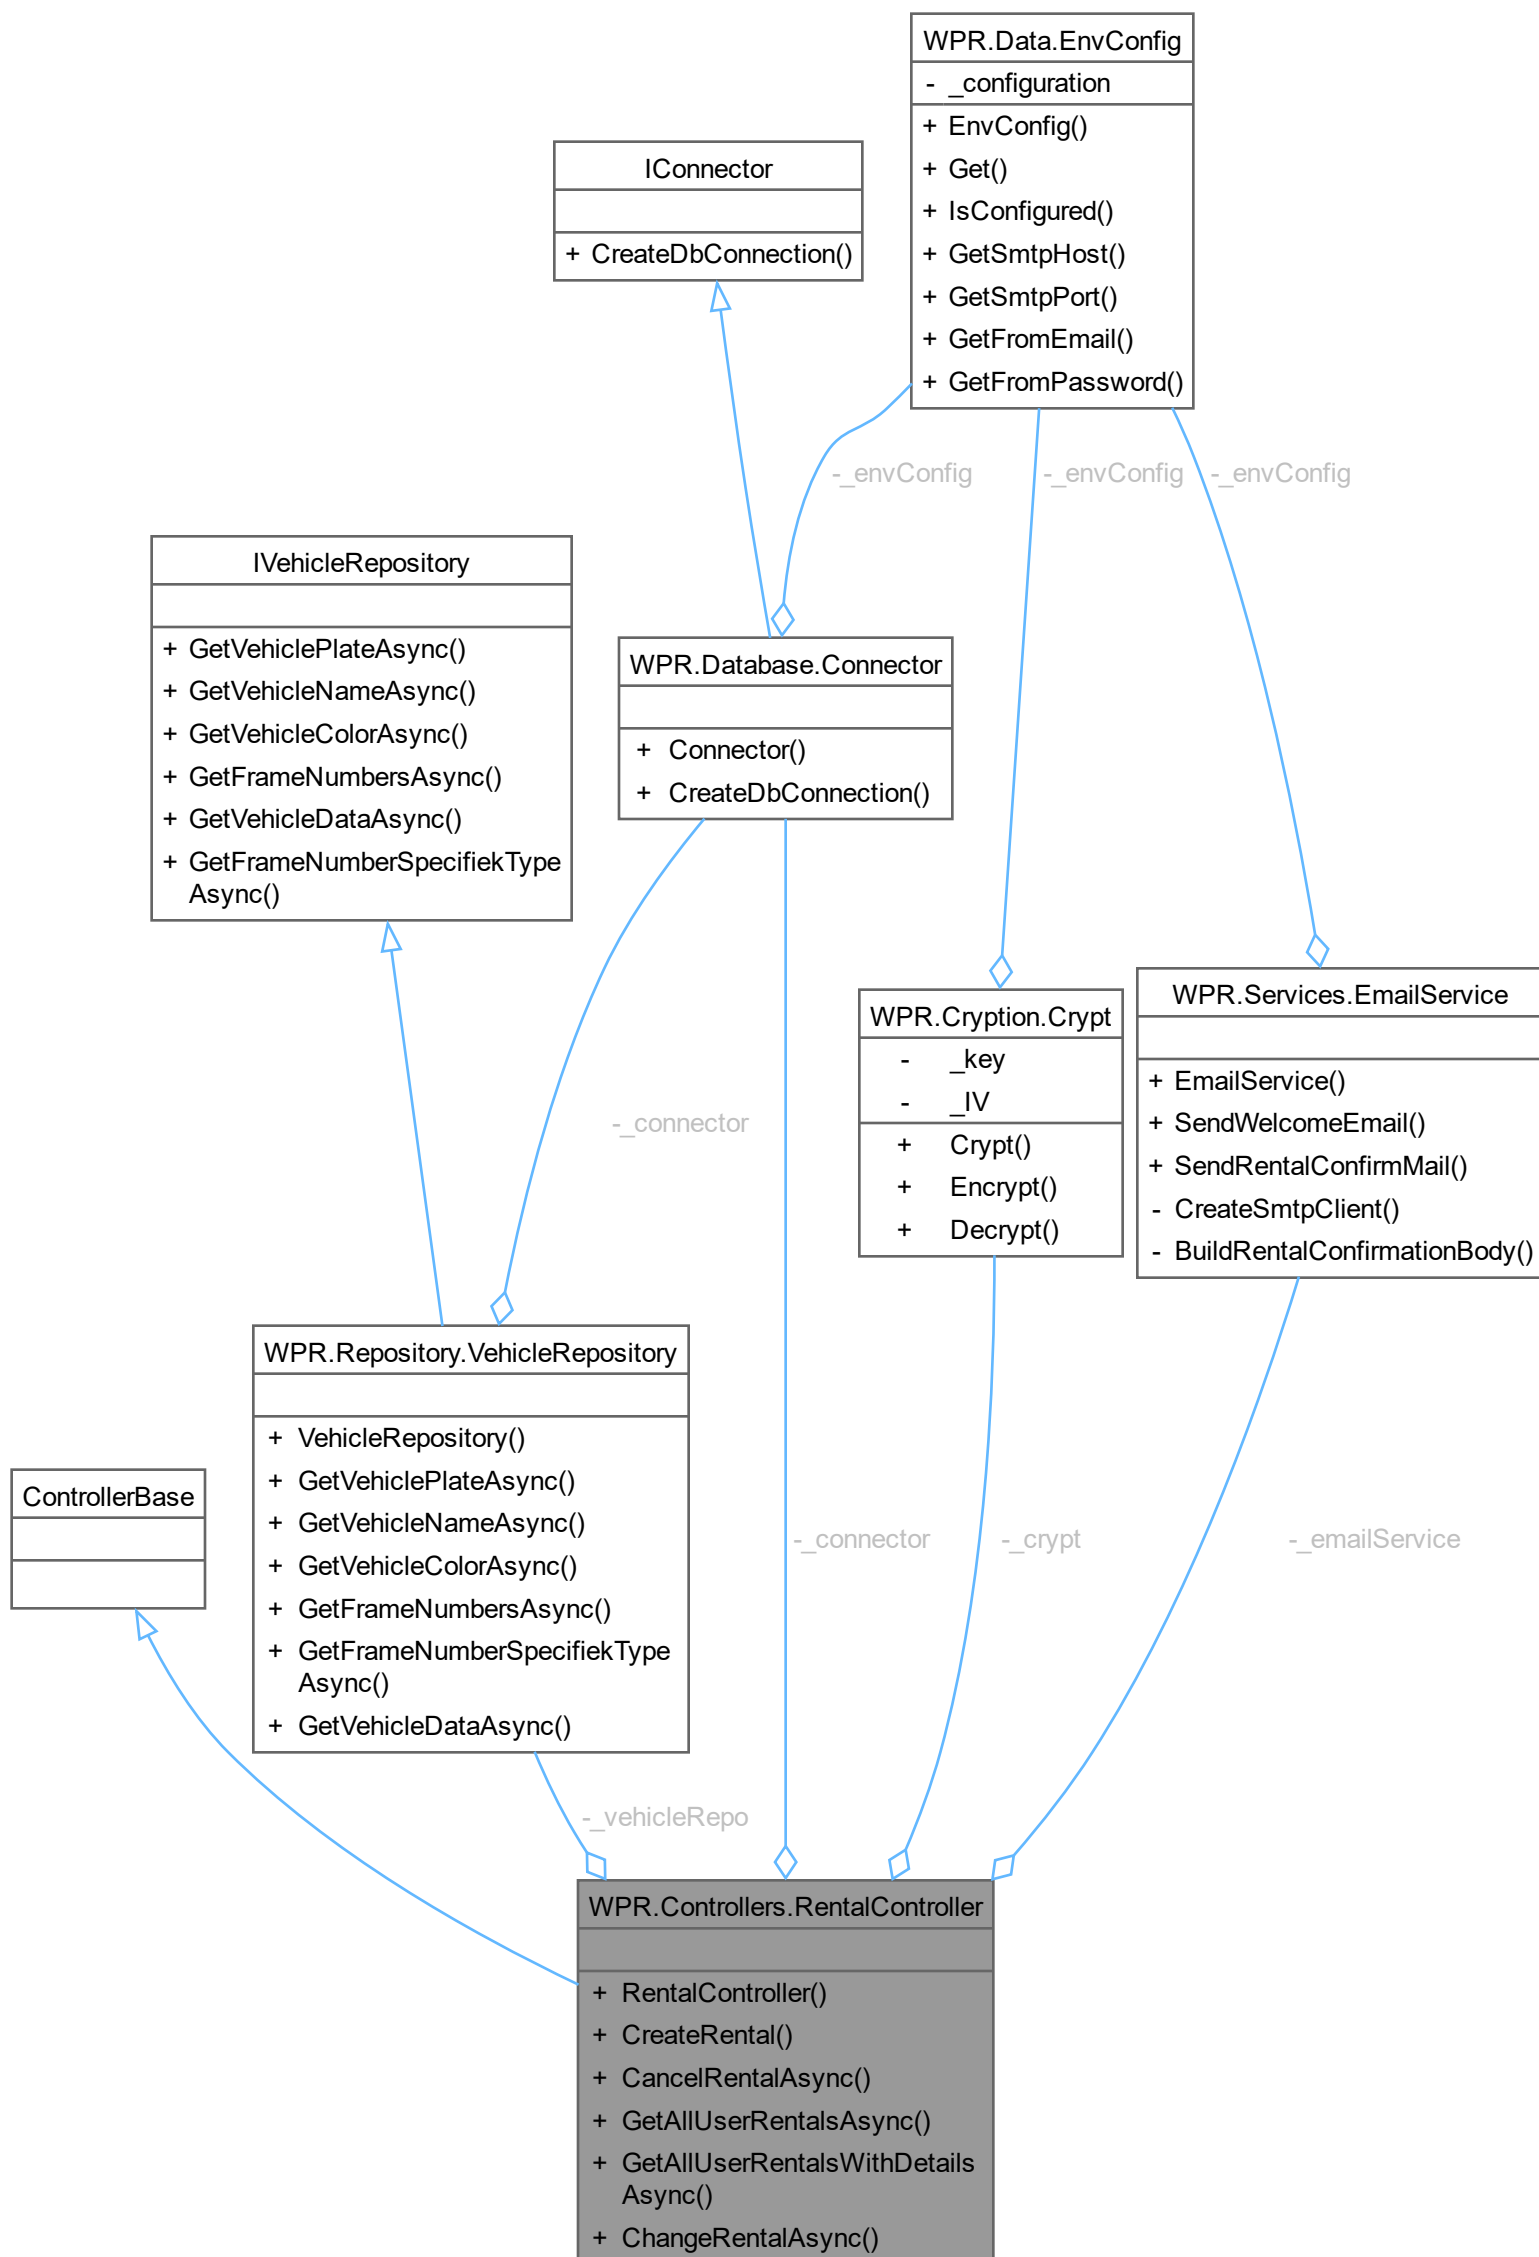 WPR.Data.EnvConfig
- _configuration
+ EnvConfig()
+ Get()
+ IsConfigured()
+ GetSmtpHost()
+ GetSmtpPort()
+ GetFromEmail()
+ GetFromPassword()
IConnector
+ CreateDbConnection()
-_envConfig
-_envConfig
-_envConfig
IVehicleRepository
+ GetVehiclePlateAsync()
+ GetVehicleNameAsync()
+ GetVehicleColorAsync()
+ GetFrameNumbersAsync()
+ GetVehicleDataAsync()
+ GetFrameNumberSpecifiekType
Async()
WPR.Database.Connector
+ Connector()
+ CreateDbConnection()
WPR.Cryption.Crypt
- _key
- _IV
+ Crypt()
+ Encrypt()
+ Decrypt()
WPR.Services.EmailService
+ EmailService()
+ SendWelcomeEmail()
+ SendRentalConfirmMail()
- CreateSmtpClient()
- BuildRentalConfirmationBody()
-_connector
WPR.Repository.VehicleRepository
+ VehicleRepository()
+ GetVehiclePlateAsync()
+ GetVehicleNameAsync()
+ GetVehicleColorAsync()
+ GetFrameNumbersAsync()
+ GetFrameNumberSpecifiekType
Async()
+ GetVehicleDataAsync()
ControllerBase
-_connector
-_crypt
-_emailService
-_vehicleRepo
WPR.Controllers.RentalController
+ RentalController()
+ CreateRental()
+ CancelRentalAsync()
+ GetAllUserRentalsAsync()
+ GetAllUserRentalsWithDetails
Async()
+ ChangeRentalAsync()